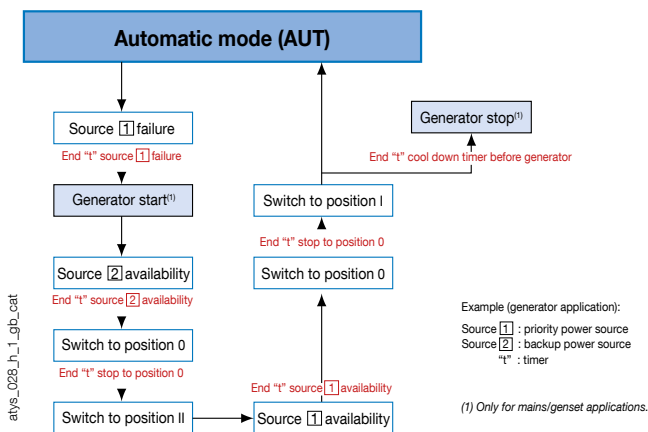 Automatic mode (AUT)
Source 1 failure
End “t” source 1 failure
Generator start(1)
Source 2 availability
End “t” source 2 availability
Switch to position 0
End “t” stop to position 0
Switch to position II
Source 1 availability
End “t” source 1 availability
Switch to position 0
End “t” stop to position 0
Switch to position I
End “t” cool down timer before generator
Generator stop(1)
Example (generator application):
Source 1 : priority power source
Source 2 : backup power source
“t” : timer
(1) Only for mains/genset applications.
atys_028_h_1_gb_cat